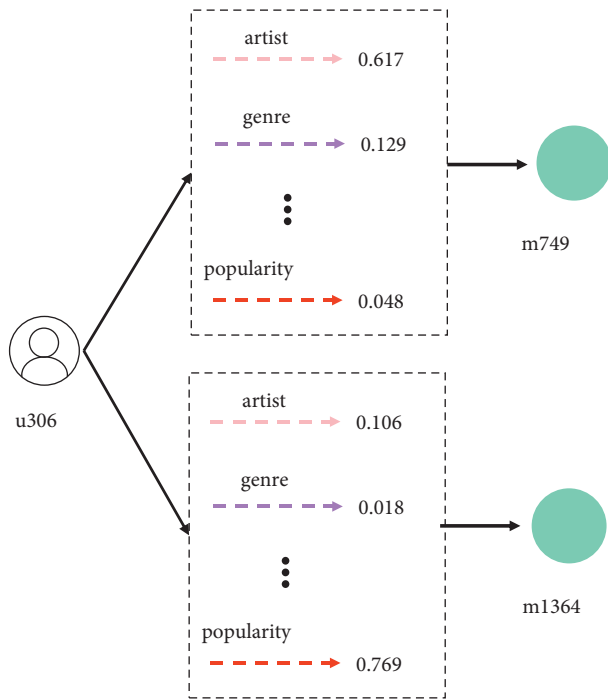 artist
0.617
genre
0.129
m749
popularity
0.048
u306
artist
0.106
genre
0.018
m1364
popularity
0.769